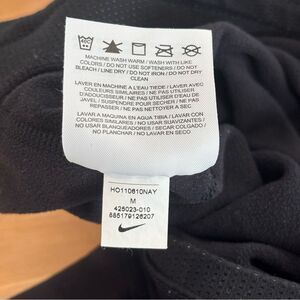 MACHINE WASH WARM / WASH WITH LIKE
COLORS / DO NOT USE SOFTENERS / DO NOT
BLEACH / LINE DRY / DO NOT IRON / DO NOT DRY
CLEAN
LAVER EN MACHINE A L'EAU TIEDE / LAVER AVEC
COULEURS SIMILAIRES / NE PAS UTILISER
D'ADOUCISSEUR / NE PAS UTILISER D'EAU DE
JAVEL / SUSPENDRE POUR SECHER / NE PAS
REPASSER / NE PAS NETTOYER A SEC
LAVAR A MAQUINA EN AGUA TIBIA / LAVAR CON
COLORES SIMILARES / NO USAR SUAVIZANTES /
NO USAR BLANQUEADORES / SECAR COLGADO /
NO PLANCHAR / NO LAVAR EN SECO
HO110610NAY
M
425023-010
885179126207